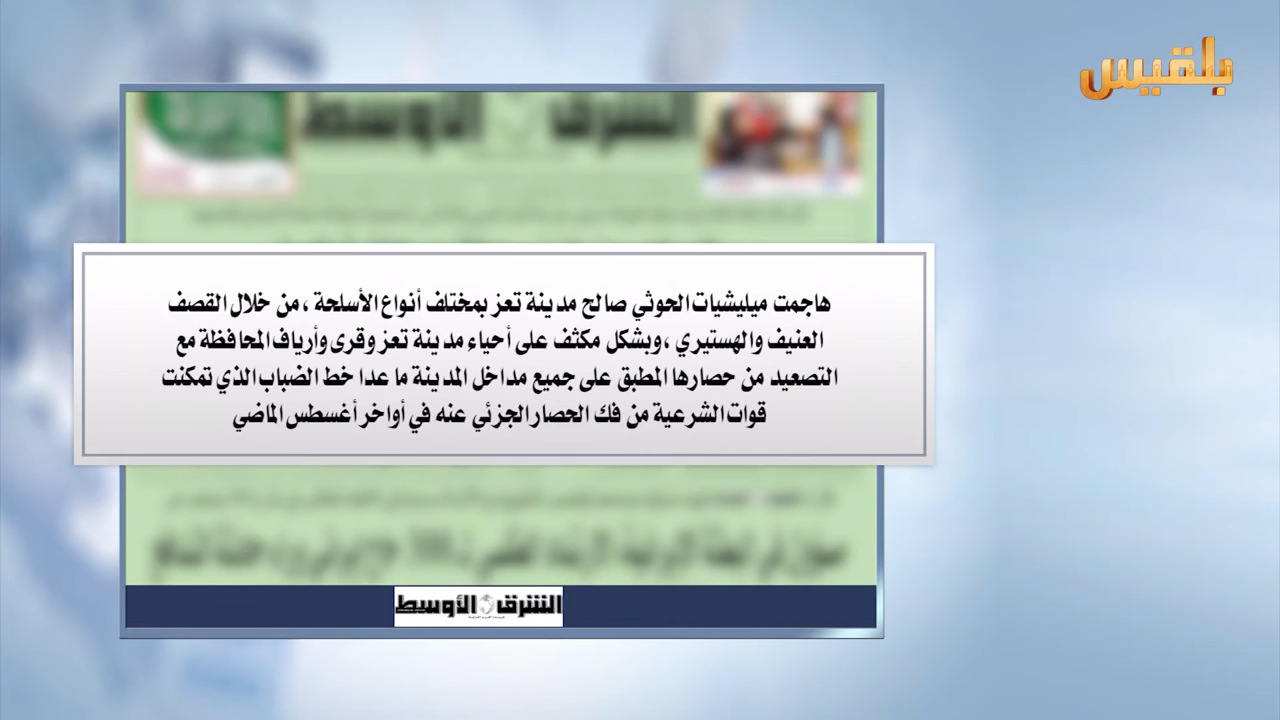 بلقيس
الشرق الأوسط
هاجمت ميليشيات الحوثي صالح مدينة تعز بمختلف أنواع الأسلحة ، من خلال القصف
العنيف والهستيري ، وبشكل مكثف على أحياء مدينة تعز وقرى وأرياف المحافظة مع
التصعيد من حصارها المطبق على جميع مداخل المدينة ما عدا خط الضباب الذي تمكنت
قوات الشرعية من فك الحصار الجزئي عنه في أواخر أغسطس الماضي
الشرق الأوسط